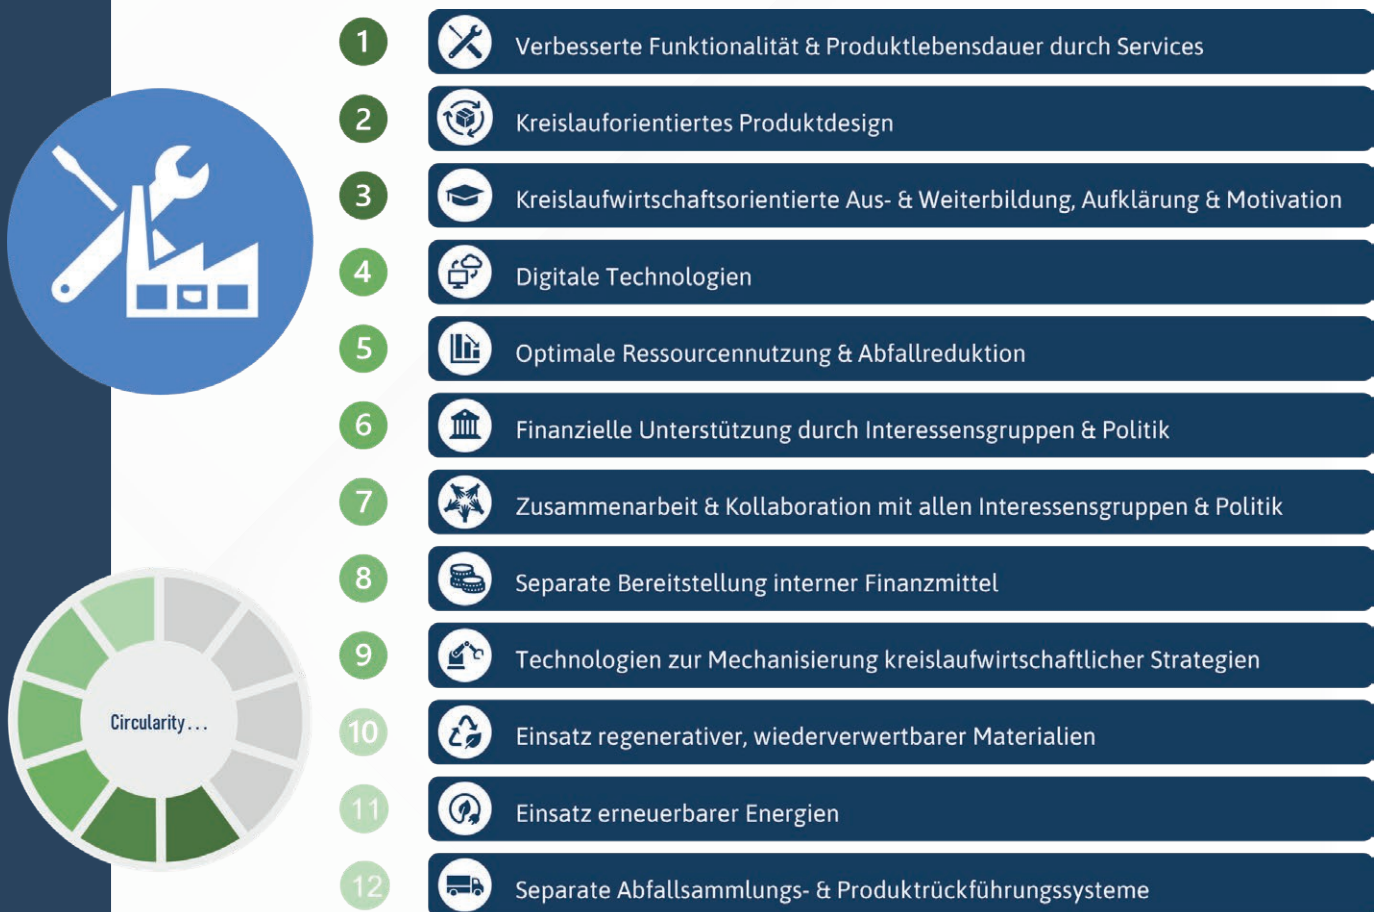 1 Verbesserte Funktionalität & Produktlebensdauer durch Services
2 Kreislauforientiertes Produktdesign
3 Kreislaufwirtschaftsorientierte Aus- & Weiterbildung, Aufklärung & Motivation
4 Digitale Technologien
5 Optimale Ressourcennutzung & Abfallreduktion
6 Finanzielle Unterstützung durch Interessensgruppen & Politik
7 Zusammenarbeit & Kollaboration mit allen Interessensgruppen & Politik
8 Separate Bereitstellung interner Finanzmittel
9 Technologien zur Mechanisierung kreislaufwirtschaftlicher Strategien
10 Einsatz regenerativer, wiederverwertbarer Materialien
11 Einsatz erneuerbarer Energien
12 Separate Abfallsammlungs- & Produktrückführungssysteme
Circularity...